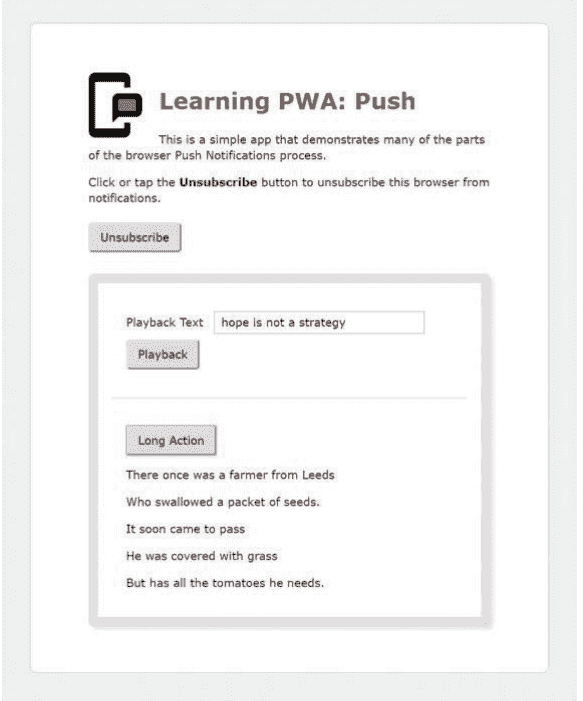 Learning PWA: Push
This is a simple app that demonstrates many of the parts
of the browser Push Notifications process.
Click or tap the Unsubscribe button to unsubscribe this browser from
notifications.
Unsubscribe
Playback Text hope is not a strategy
Playback
Long Action
There once was a farmer from Leeds
Who swallowed a packet of seeds.
It soon came to pass
He was covered with grass
But has all the tomatoes he needs.